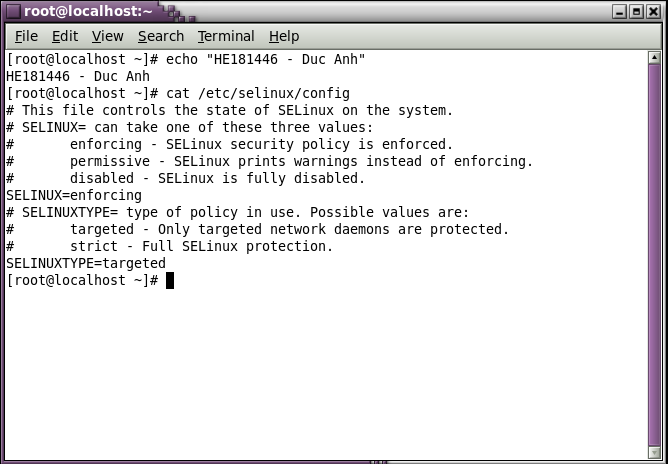 root@localhost:~
File Edit View Search Terminal Help
[root@localhost ~]# echo "HE181446 - Duc Anh"
HE181446 - Duc Anh
[root@localhost ~]# cat /etc/selinux/config
# This file controls the state of SELinux on the system.
# SELINUX= can take one of these three values:
#       enforcing - SELinux security policy is enforced.
#       permissive - SELinux prints warnings instead of enforcing.
#       disabled - SELinux is fully disabled.
SELINUX=enforcing
# SELINUXTYPE= type of policy in use. Possible values are:
#       targeted - Only targeted network daemons are protected.
#       strict - Full SELinux protection.
SELINUXTYPE=targeted
[root@localhost ~]#